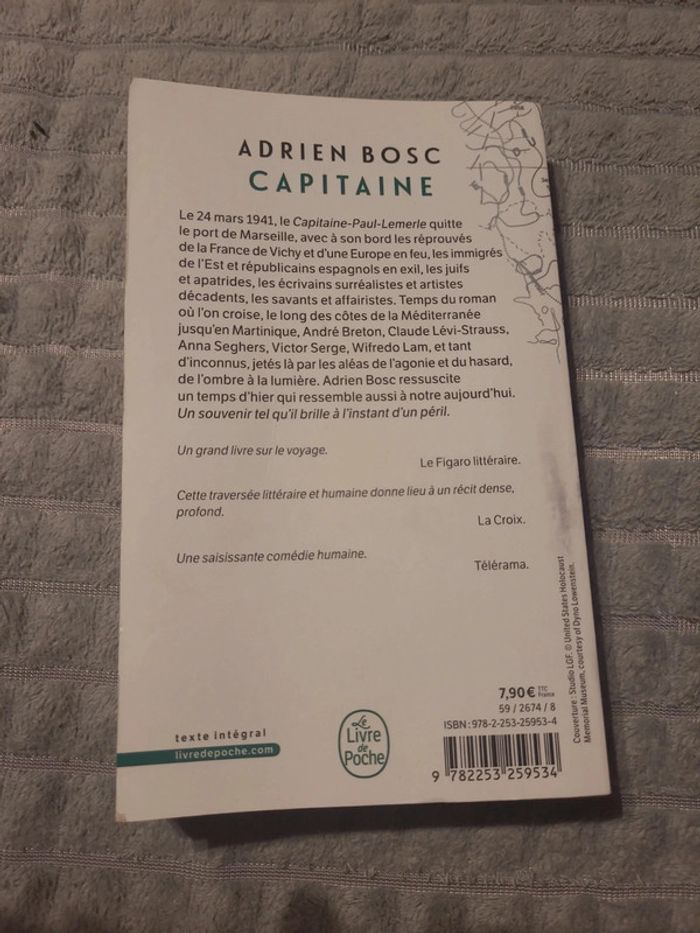 ADRIEN BOSC
CAPITAINE
Le 24 mars 1941, le Capitaine-Paul-Lemerle quitte
le port de Marseille, avec à son bord les réprouvés
de la France de Vichy et d'une Europe en feu, les immigrés
de l'Est et républicains espagnols en exil, les juifs
et apatrides, les écrivains surréalistes et artistes
décadents, les savants et affairistes. Temps du roman
où l'on croise, le long des côtes de la Méditerranée
jusqu'en Martinique, André Breton, Claude Lévi-Strauss,
Anna Seghers, Victor Serge, Wifredo Lam, et tant
d'inconnus, jetés là par les aléas de l'agonie et du hasard,
de l'ombre à la lumière. Adrien Bosc ressuscite
un temps d'hier qui ressemble aussi à notre aujourd'hui.
Un souvenir tel qu'il brille à l'instant d'un péril.
Un grand livre sur le voyage.
Le Figaro littéraire.
Cette traversée littéraire et humaine donne lieu à un récit dense,
profond.
La Croix.
Une saisissante comédie humaine.
Télérama.
texte intégral
livredepoche.com
Le
Livre
de
Poche
7,90 € TTC
France
59 / 2674 / 8
ISBN : 978-2-253-25953-4
9 782253 259534
Couverture : Studio LGF. © United States Holocaust
Memorial Museum, courtesy of Dyno Lowenstein.